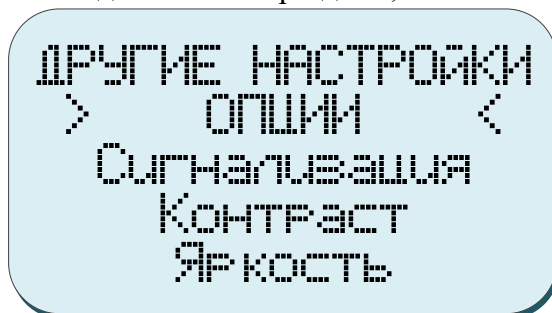 ДРУГИЕ НАСТРОЙКИ
> ОПЦИИ <
Сигнализация
Контраст
Яркость